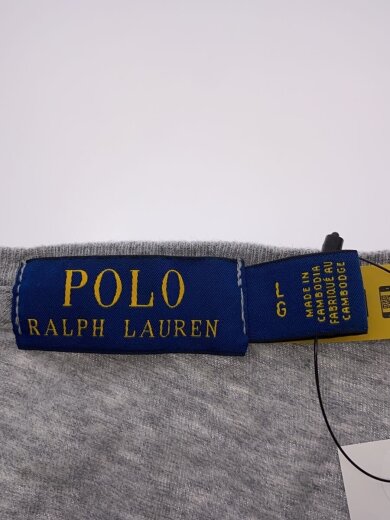 POLO
RALPH LAUREN
L
G
MADE IN
CAMBODIA
FABRIQUÉ AU
CAMBODGE